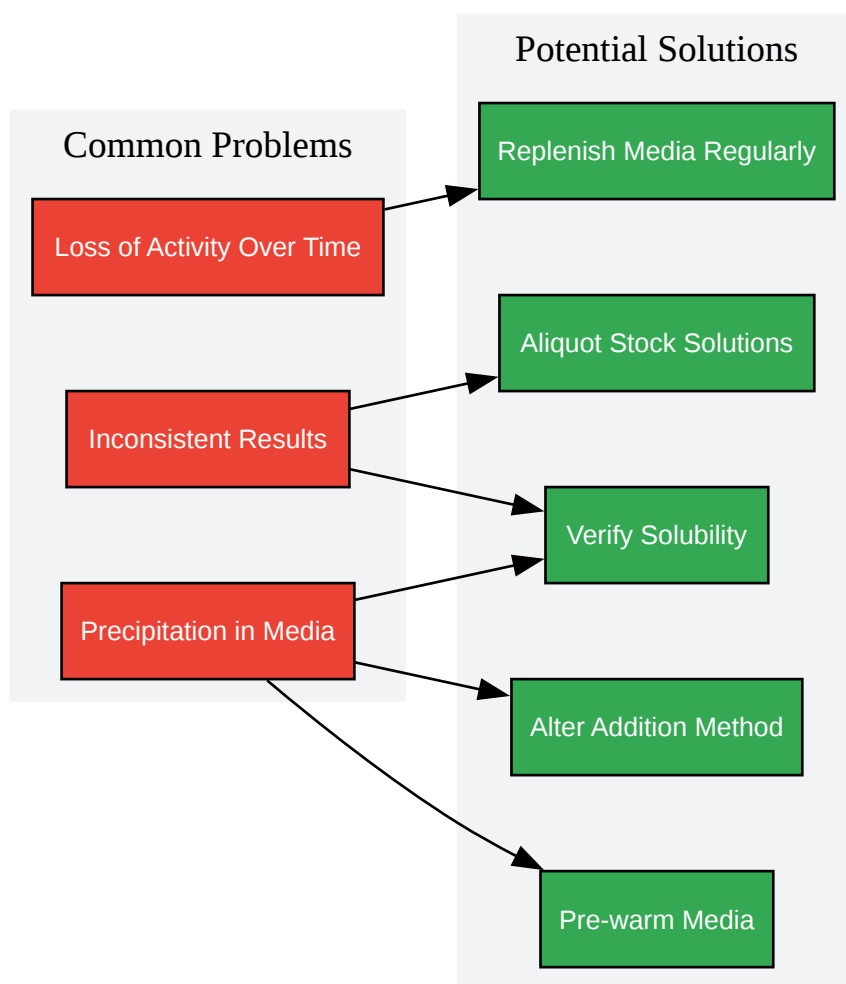 Common Problems
Loss of Activity Over Time
Inconsistent Results
Precipitation in Media
Potential Solutions
Replenish Media Regularly
Aliquot Stock Solutions
Verify Solubility
Alter Addition Method
Pre-warm Media